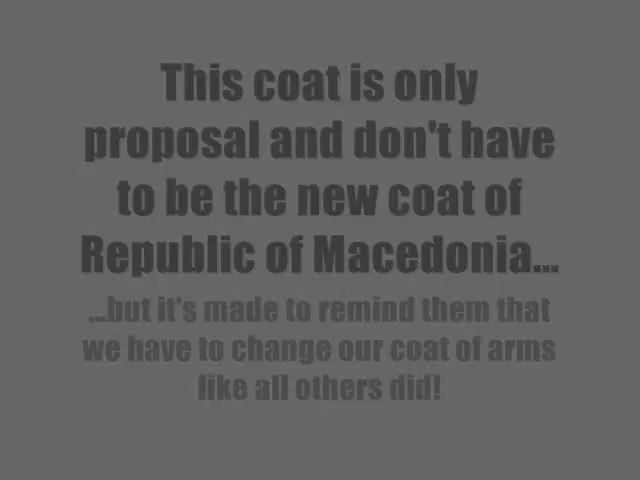 This coat is only
proposal and don't have
to be the new coat of
Republic of Macedonia...
...but it's made to remind them that
we have to change our coat of arms
like all others did!